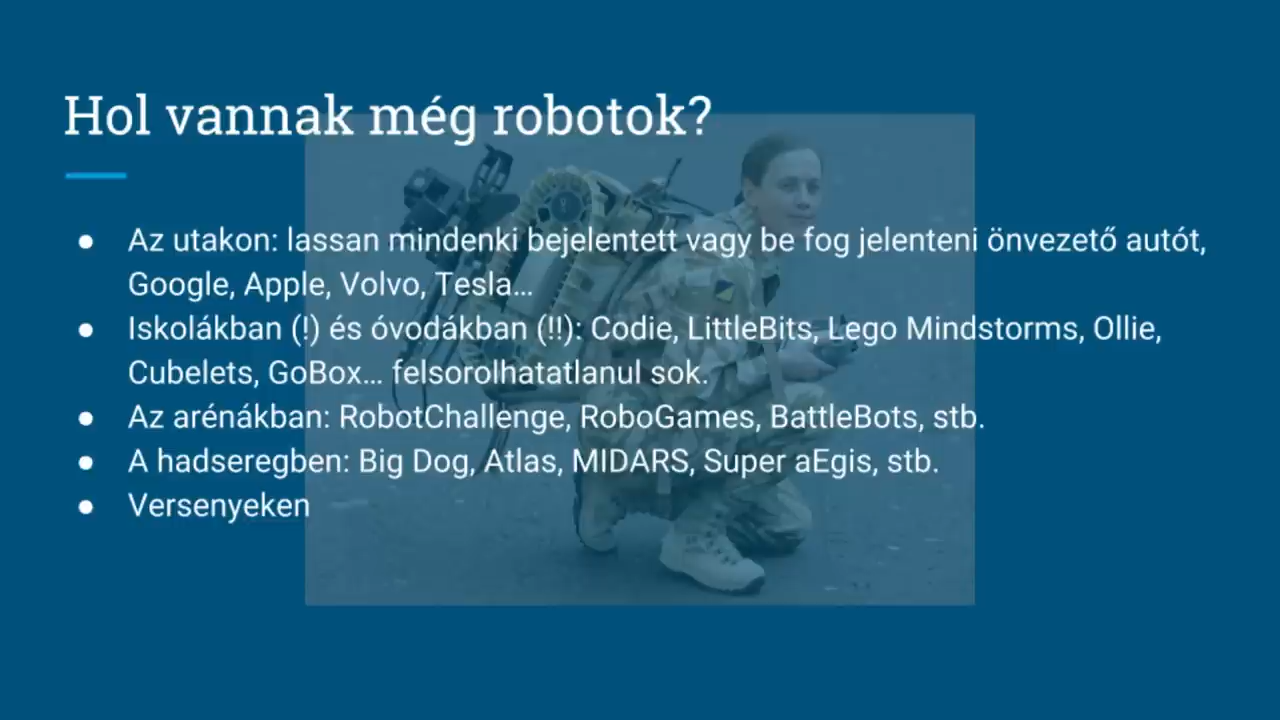 Hol vannak még robotok?
● Az utakon: lassan mindenki bejelentett vagy be fog jelenteni önvezető autót,
Google, Apple, Volvo, Tesla...
● Iskolákban (!) és óvodákban (!!): Codie, LittleBits, Lego Mindstorms, Ollie,
Cubelets, GoBox... felsorolhatatlanul sok.
● Az arénákban: RobotChallenge, RoboGames, BattleBots, stb.
● A hadseregben: Big Dog, Atlas, MIDARS, Super aEgis, stb.
● Versenyeken